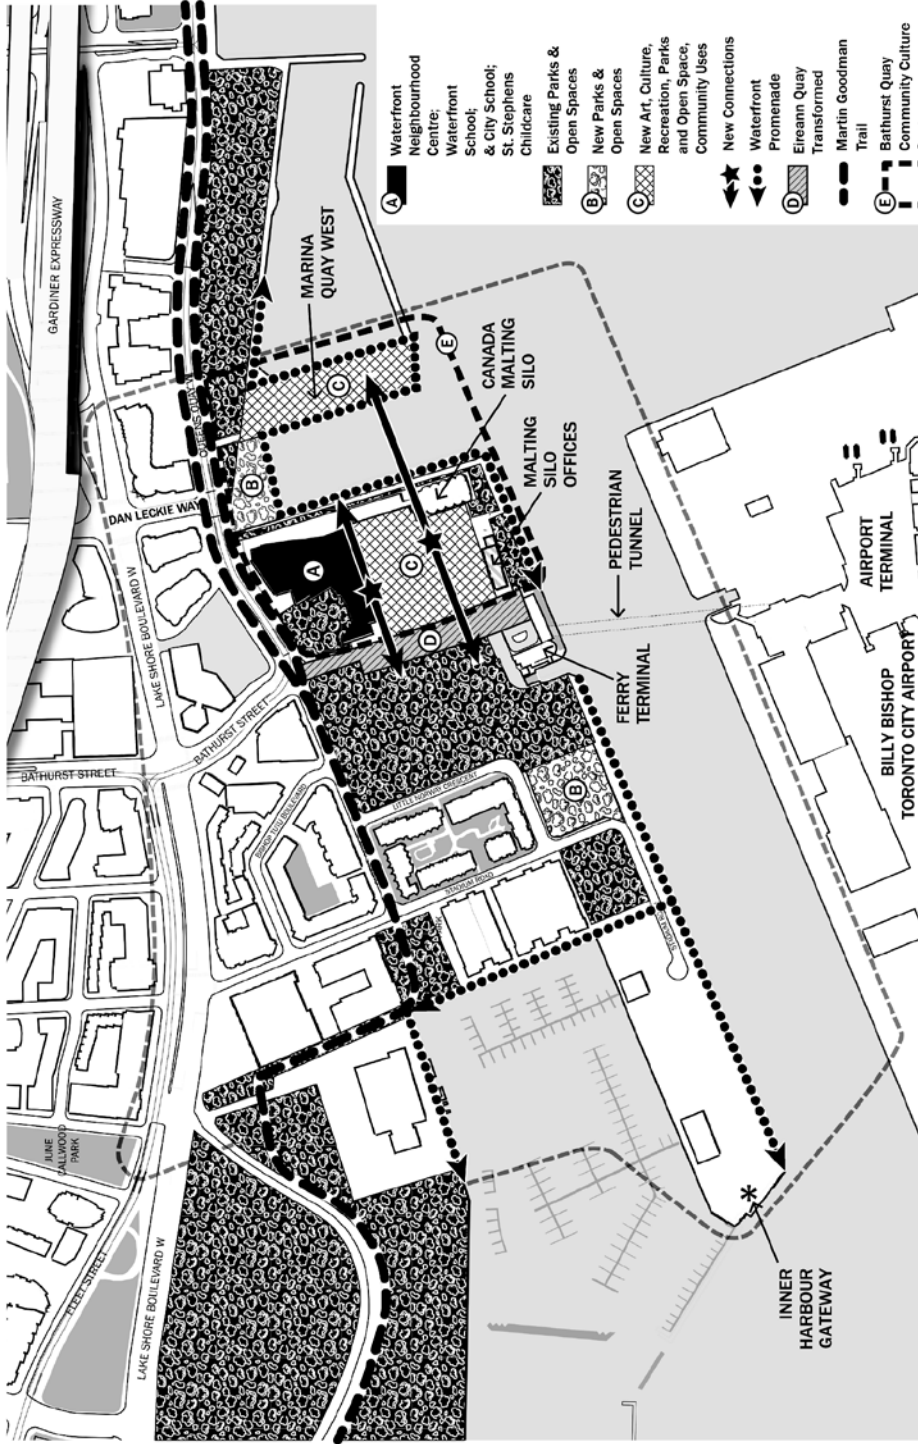 GARDINER EXPRESSWAY
MARINA
QUAY WEST
QUEENS QUAY W
DAN LECKIE WAY
LAKE SHORE BOULEVARD W
BATHURST STREET
BATHURST STREET
BISHOP TUTU BOULEVARD
LITTLE NORWAY CRESCENT
STADIUM ROAD
JUNE
CALLWOOD
PARK
FLEET STREET
LAKE SHORE BOULEVARD W
CANADA
MALTING
SILO
MALTING
SILO
OFFICES
PEDESTRIAN
TUNNEL
FERRY
TERMINAL
AIRPORT
TERMINAL
BILLY BISHOP
TORONTO CITY AIRPORT
INNER
HARBOUR
GATEWAY
*
A
B
C
C
D
E
B
A
Waterfront
Neighbourhood
Centre;
Waterfront
School;
& City School;
St. Stephens
Childcare
Existing Parks &
Open Spaces
B
New Parks &
Open Spaces
C
New Art, Culture,
Recreation, Parks
and Open Space,
Community Uses
New Connections
Waterfront
Promenade
D
Eireann Quay
Transformed
Martin Goodman
Trail
E
Bathurst Quay
Community Culture